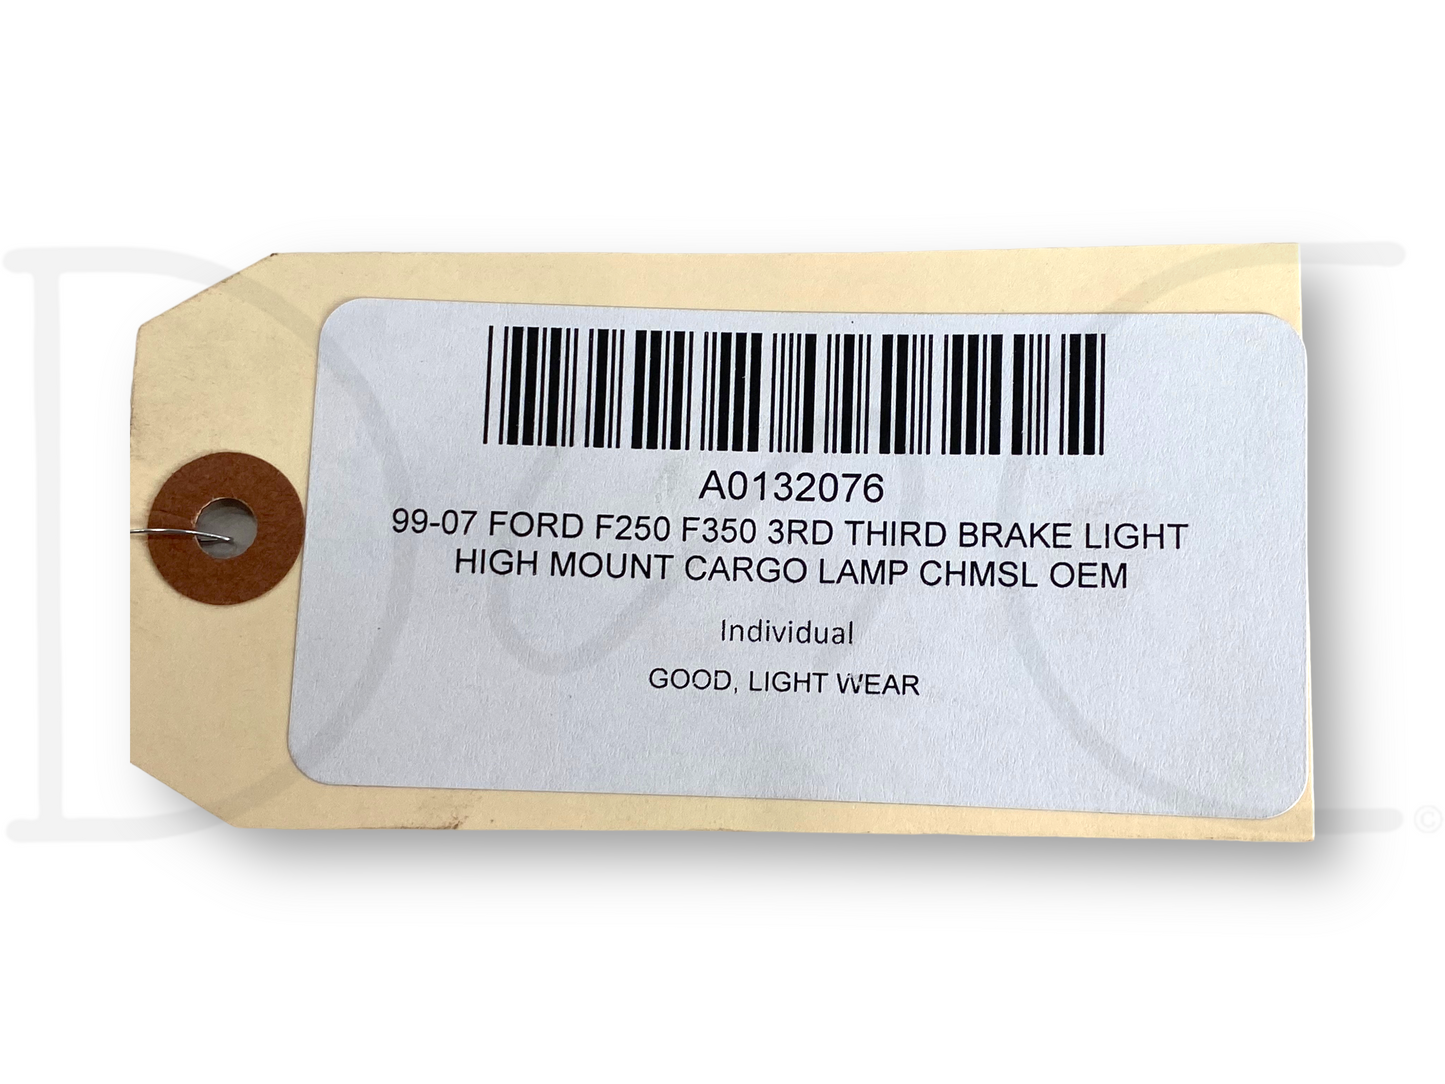 A0132076
99-07 FORD F250 F350 3RD THIRD BRAKE LIGHT
HIGH MOUNT CARGO LAMP CHMSL OEM
Individual
GOOD, LIGHT WEAR
©